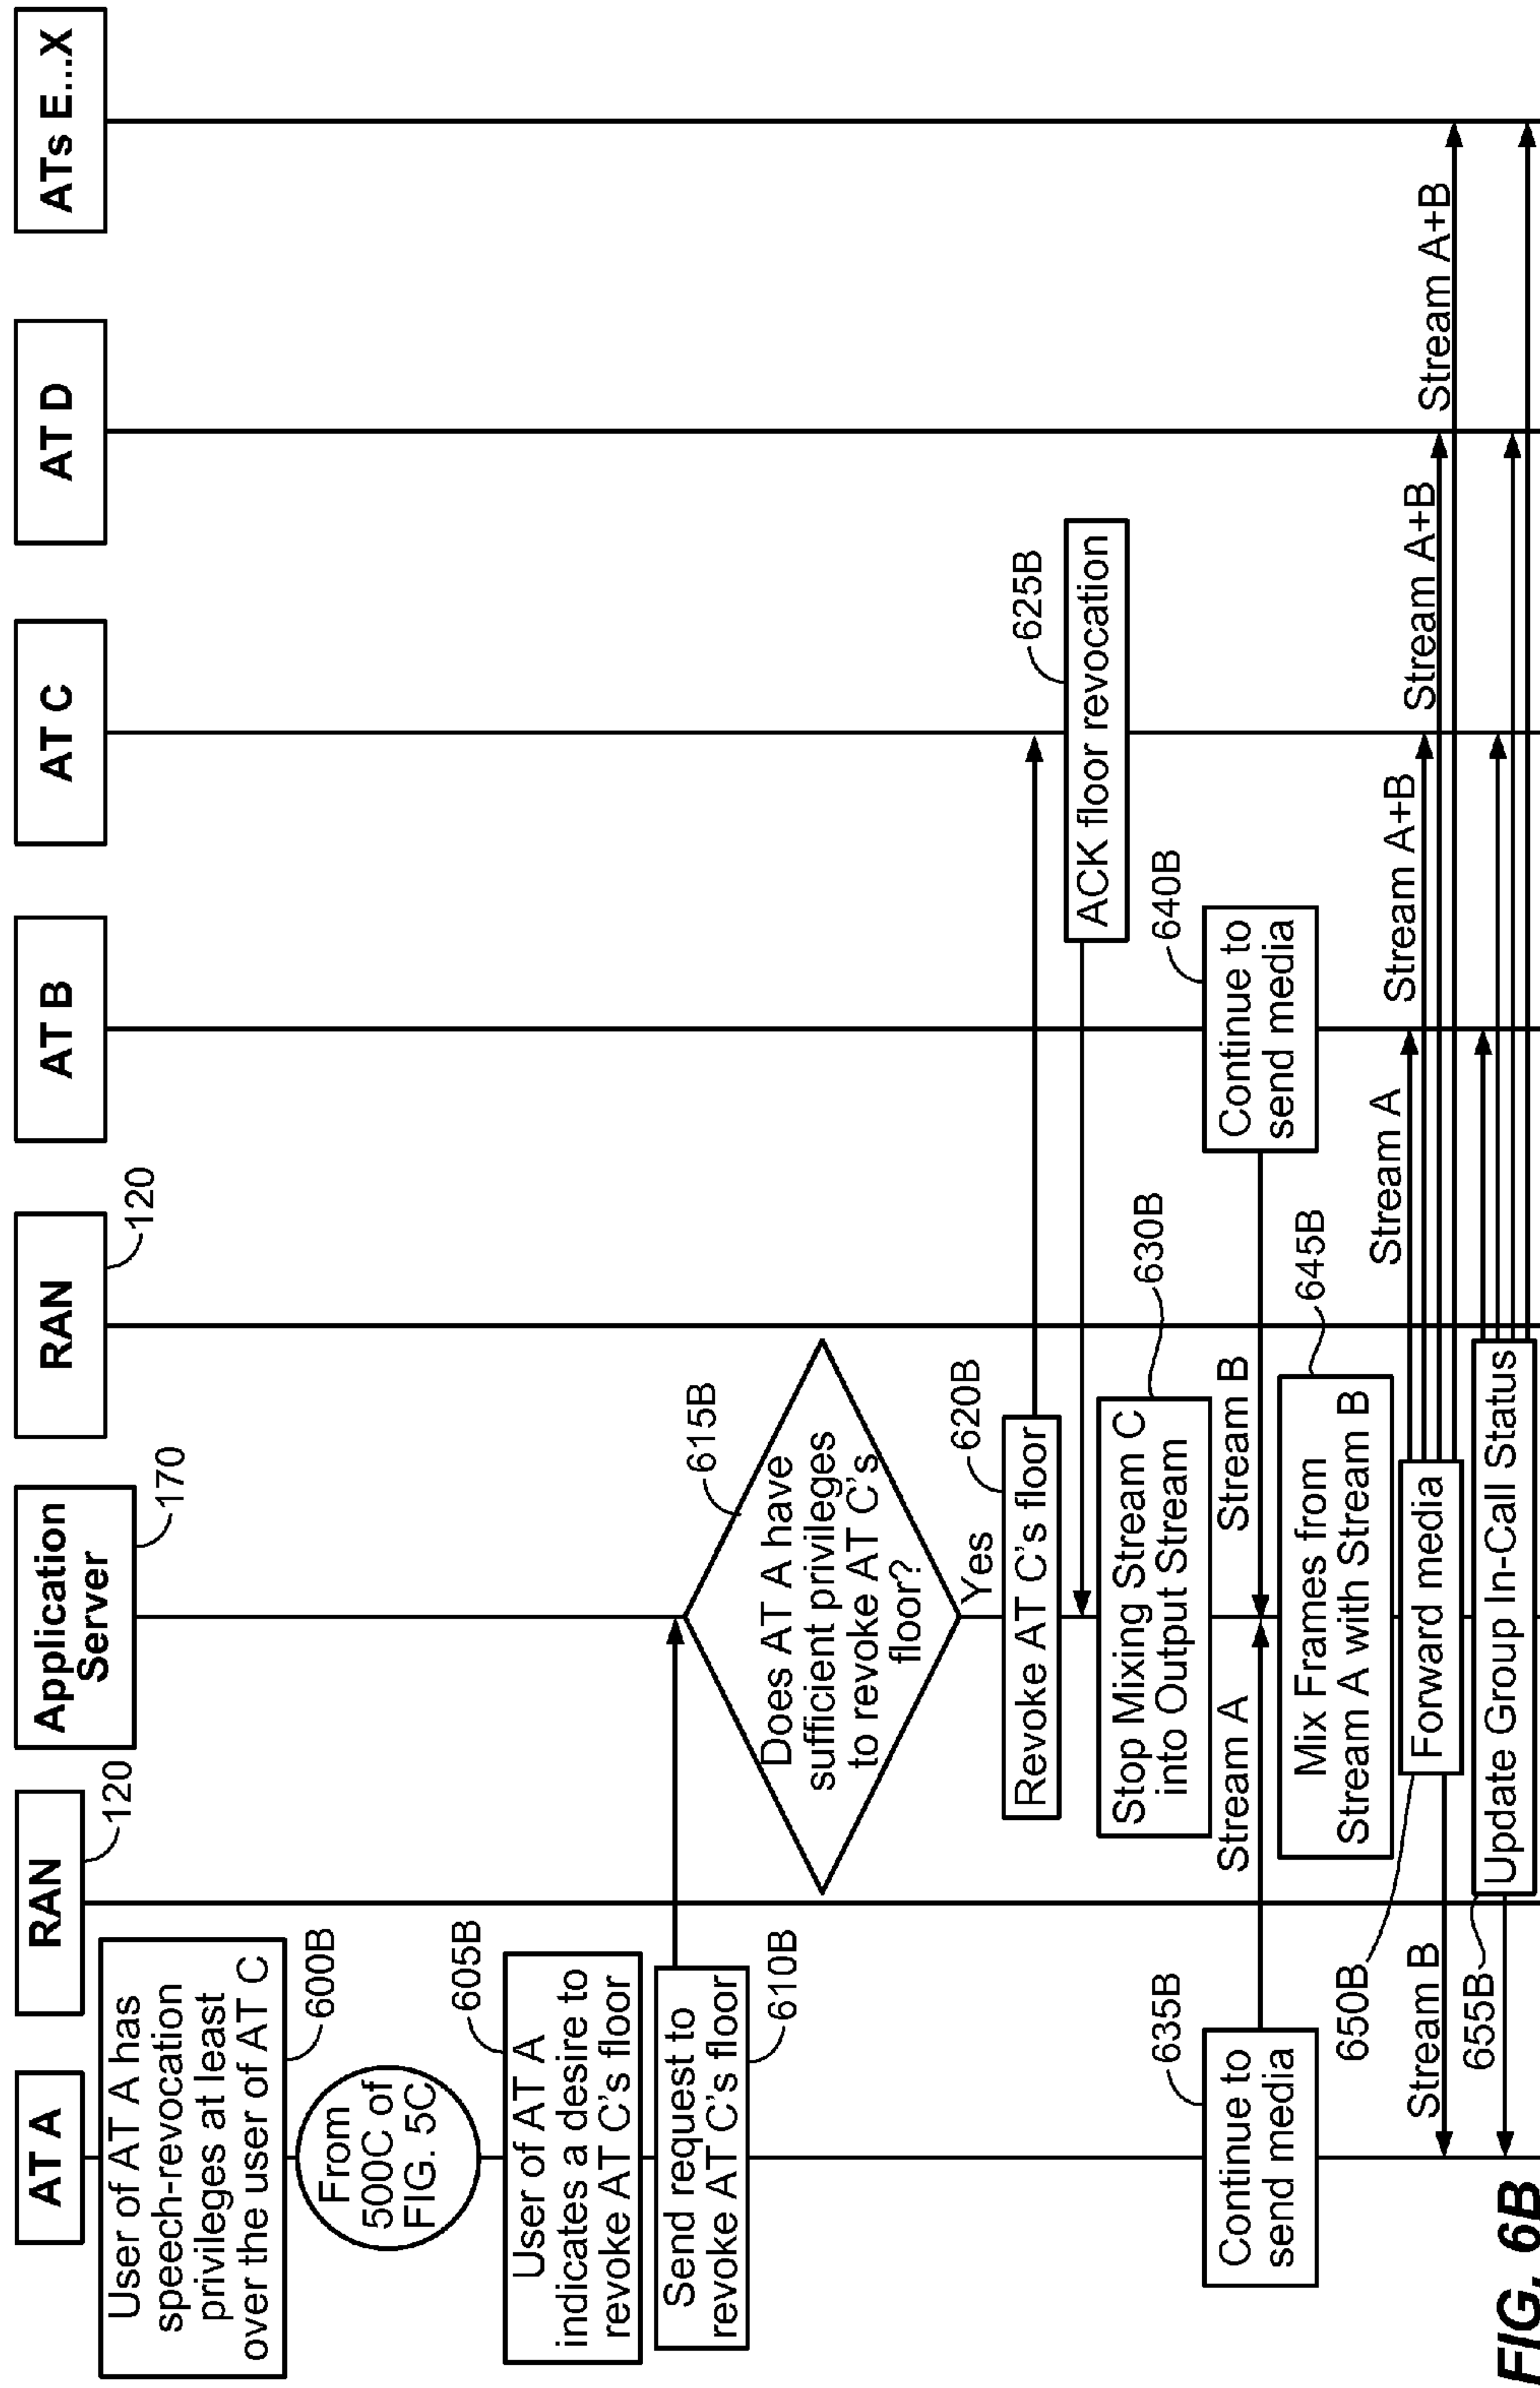 AT A
RAN
120
Application
Server
170
RAN
120
AT B
AT C
AT D
ATs E...X
User of AT A has
speech-revocation
privileges at least
over the user of AT C
600B
From
500C of
FIG. 5C
605B
User of AT A
indicates a desire to
revoke AT C's floor
Send request to
revoke AT C's floor
610B
615B
Does AT A have
sufficient privileges
to revoke AT C's
floor?
Yes
620B
Revoke AT C's floor
625B
ACK floor revocation
630B
Stop Mixing Stream C
into Output Stream
635B
Continue to
send media
Stream A
Stream B
640B
Continue to
send media
645B
Mix Frames from
Stream A with Stream B
650B
Forward media
Stream B
Stream A
Stream A+B
Stream A+B
Stream A+B
655B
Update Group In-Call Status
FIG. 6B